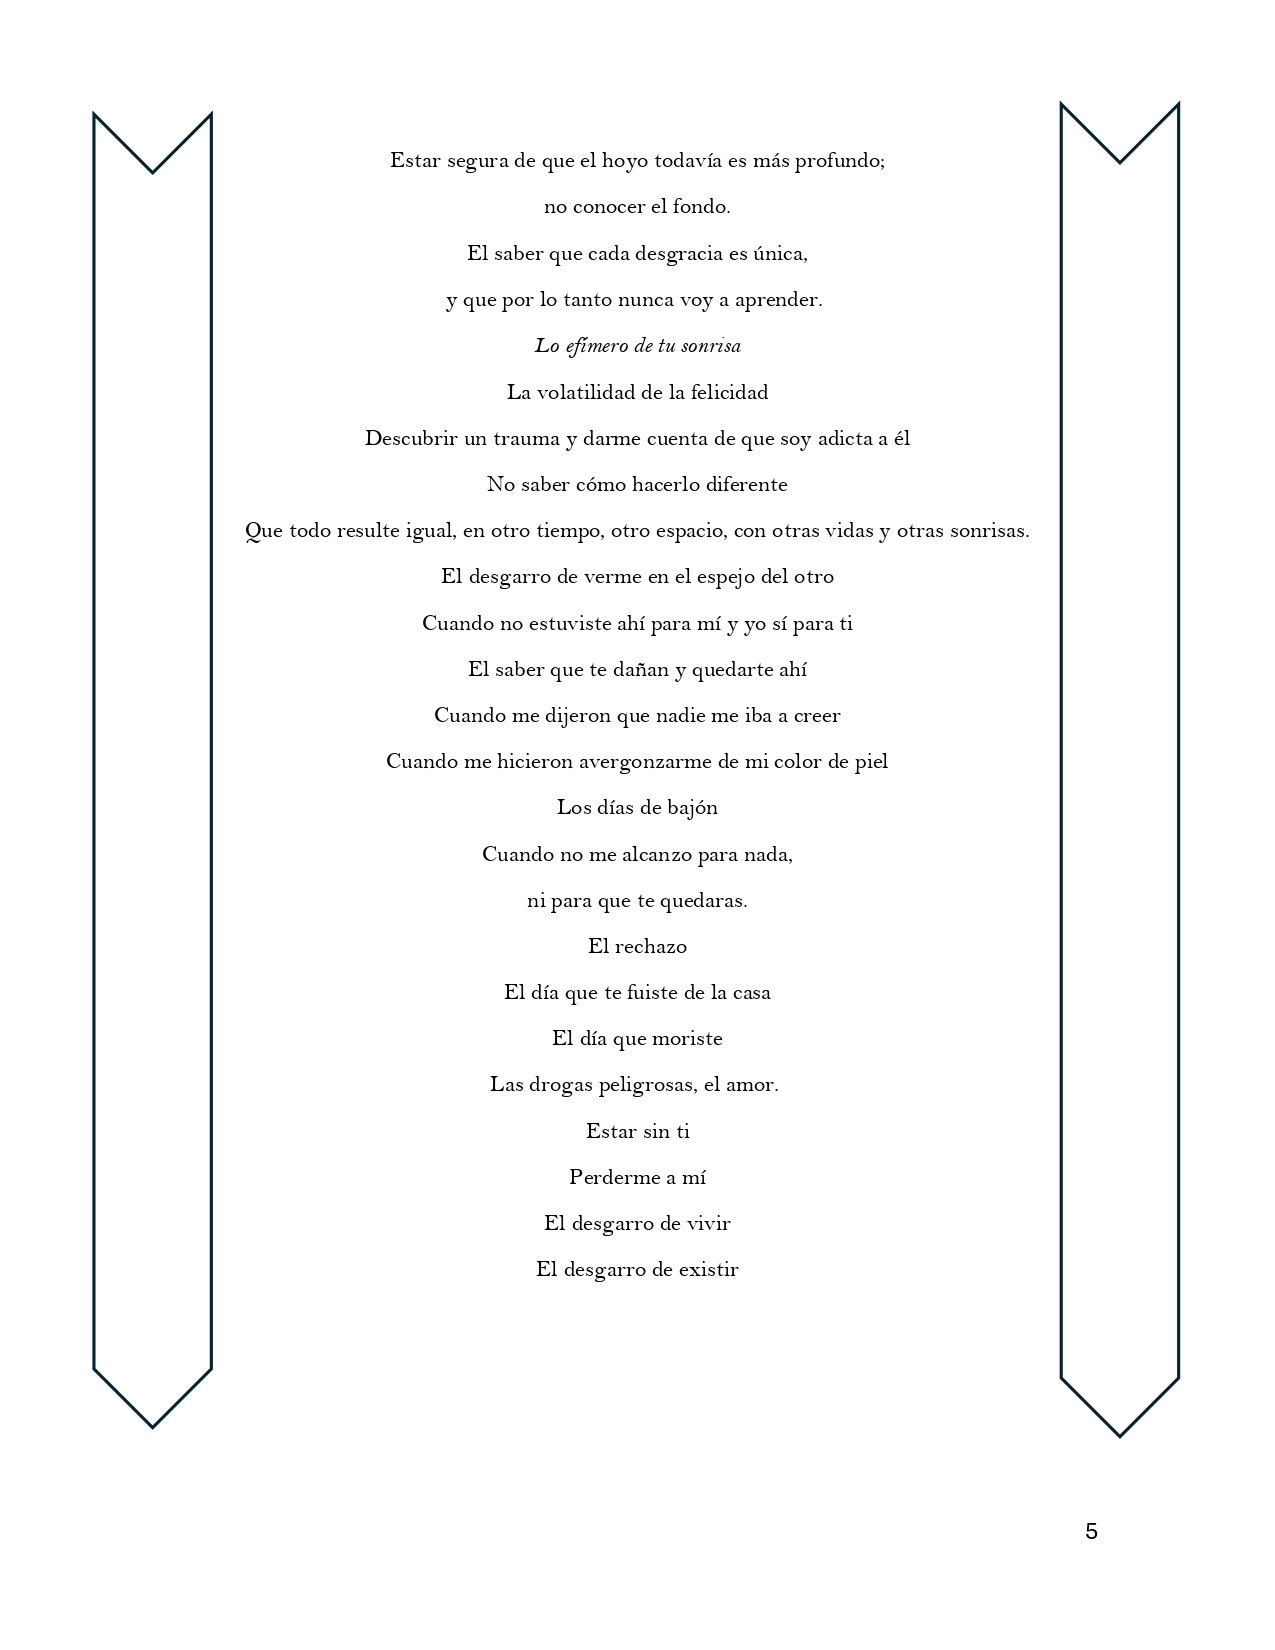 Estar segura de que el hoyo todavía es más profundo;
no conocer el fondo.
El saber que cada desgracia es única,
y que por lo tanto nunca voy a aprender.
Lo efímero de tu sonrisa
La volatilidad de la felicidad
Descubrir un trauma y darme cuenta de que soy adicta a él
No saber cómo hacerlo diferente
Que todo resulte igual, en otro tiempo, otro espacio, con otras vidas y otras sonrisas.
El desgarro de verme en el espejo del otro
Cuando no estuviste ahí para mí y yo sí para ti
El saber que te dañan y quedarte ahí
Cuando me dijeron que nadie me iba a creer
Cuando me hicieron avergonzarme de mi color de piel
Los días de bajón
Cuando no me alcanzo para nada,
ni para que te quedaras.
El rechazo
El día que te fuiste de la casa
El día que moriste
Las drogas peligrosas, el amor.
Estar sin ti
Perderme a mí
El desgarro de vivir
El desgarro de existir
5